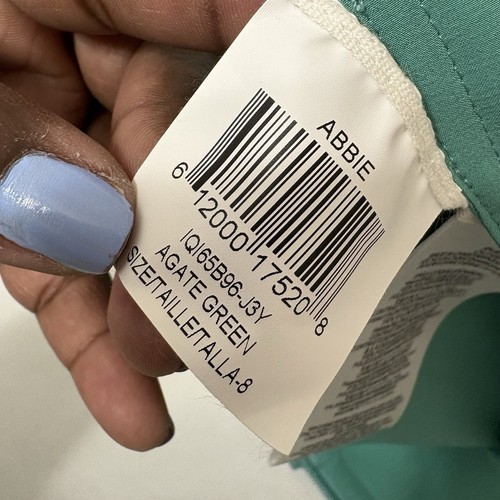 ABBIE
6 12000 17520 8
IQI65B96-J3Y
AGATE GREEN
SIZE/TAILLE/TALLA-8